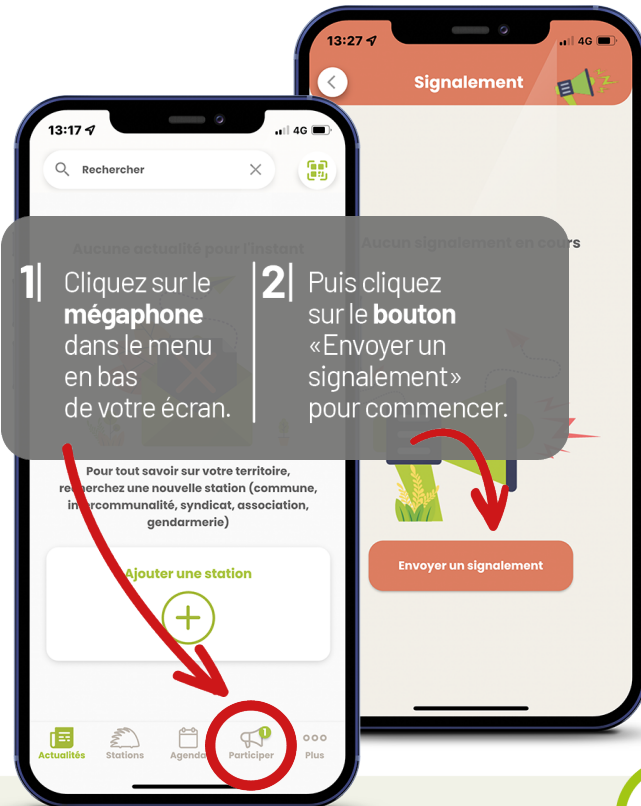 13:27
4G
Signalement
13:17
4G
Rechercher
Aucune actualité pour l'instant
Aucun signalement en cours
1|
Cliquez sur le
mégaphone
dans le menu
en bas
de votre écran.
2|
Puis cliquez
sur le bouton
«Envoyer un
signalement»
pour commencer.
Pour tout savoir sur votre territoire,
recherchez une nouvelle station (commune,
intercommunalité, syndicat, association,
gendarmerie)
Ajouter une station
Envoyer un signalement
1
Actualités
Stations
Agenda
Participer
Plus